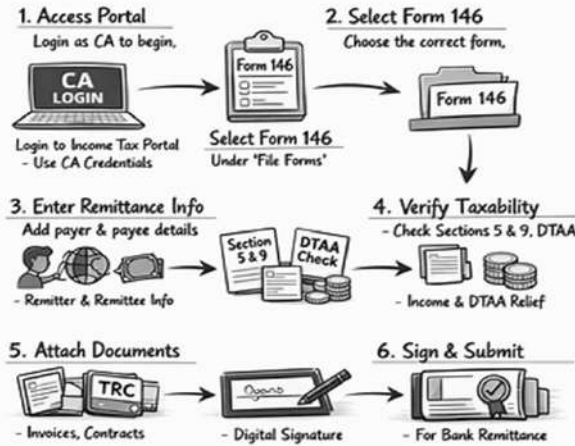 1. Access Portal
Login as CA to begin,
CA
LOGIN
Login to Income Tax Portal
- Use CA Credentials
Form 146
Select Form 146
Under 'File Forms'
2. Select Form 146
Choose the correct form,
Form 146
3. Enter Remittance Info
Add payer & payee details
- Remitter & Remittee Info
Section
5 & 9
DTAA
Check
4. Verify Taxability
- Check Sections 5 & 9, DTAA
- Income & DTAA Relief
5. Attach Documents
TRC
- Invoices, Contracts
- Digital Signature
6. Sign & Submit
- For Bank Remittance